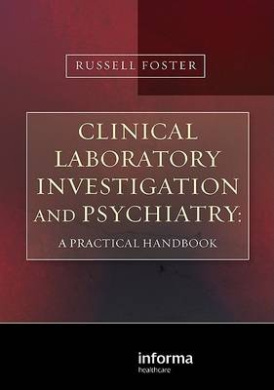 RUSSELL FOSTER
CLINICAL
LABORATORY
INVESTIGATION
AND PSYCHIATRY:
A PRACTICAL HANDBOOK
informa
healthcare